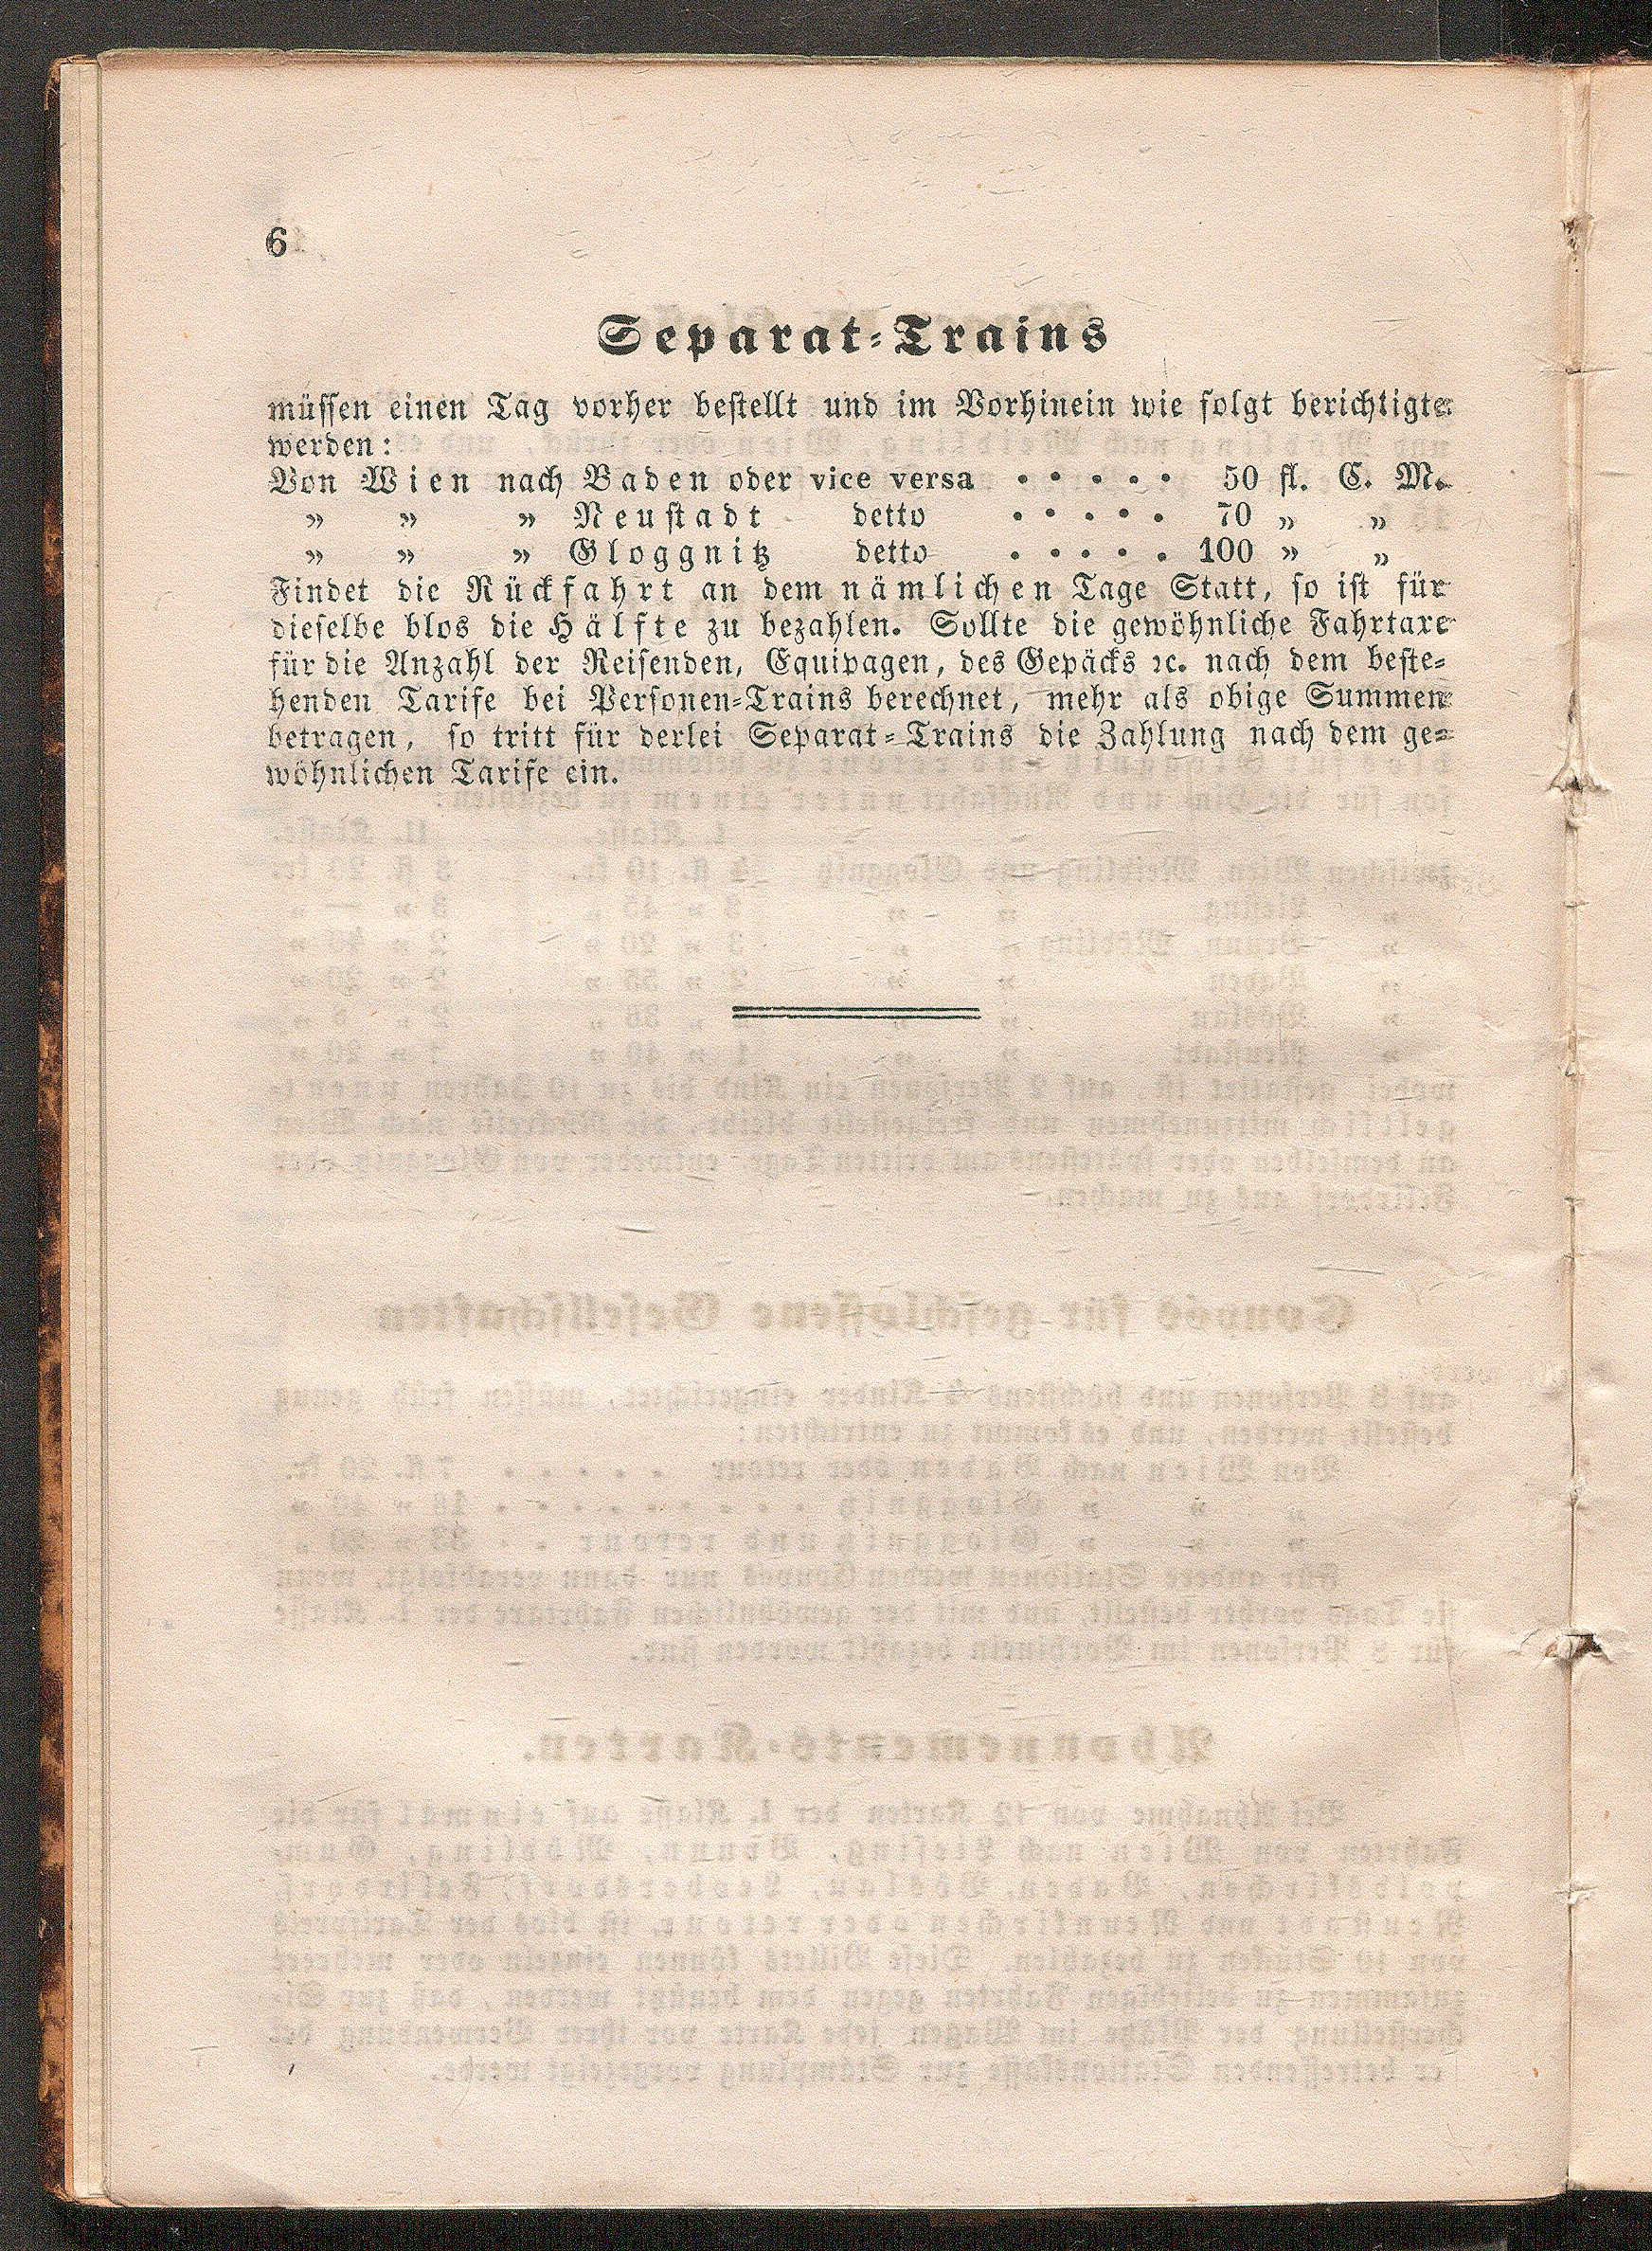 6
Separat-Trains
müssen einen Tag vorher bestellt und im Vorhinein wie folgt berichtigt
werden:
Von Wien nach Baden oder vice versa . . . . . 50 fl. C. M.
„ „ „ Neustadt detto . . . . . 70 „ „
„ „ „ Gloggnitz detto . . . . . 100 „ „
Findet die Rückfahrt an dem nämlichen Tage Statt, so ist für
dieselbe blos die Hälfte zu bezahlen. Sollte die gewöhnliche Fahrtaxe
für die Anzahl der Reisenden, Equipagen, des Gepäcks ꝛc. nach dem beste-
henden Tarife bei Personen-Trains berechnet, mehr als obige Summen
betragen, so tritt für derlei Separat-Trains die Zahlung nach dem ge-
wöhnlichen Tarife ein.